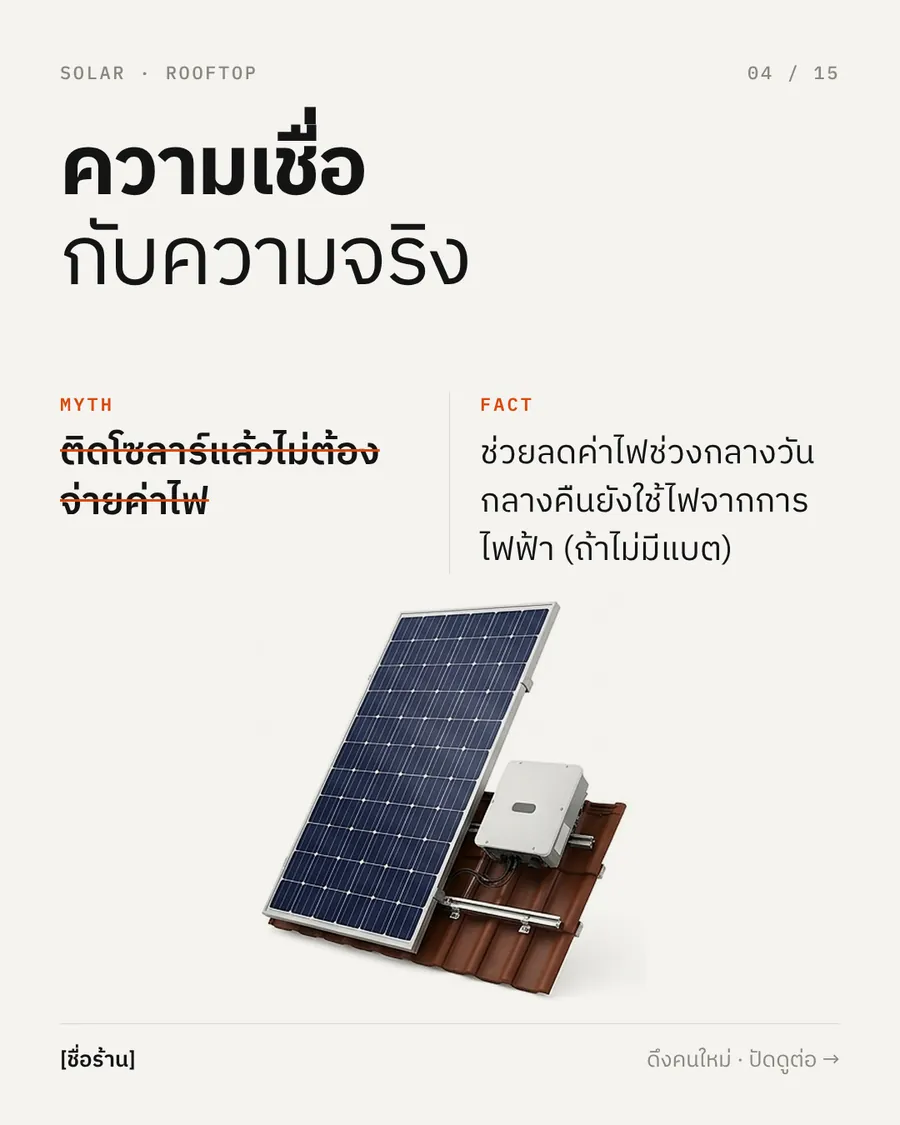 SOLAR · ROOFTOP
04 / 15
ความเชื่อ
กับความจริง
MYTH
ติดโซลาร์แล้วไม่ต้อง
จ่ายค่าไฟ
FACT
ช่วยลดค่าไฟช่วงกลางวัน
กลางคืนยังใช้ไฟจากการ
ไฟฟ้า (ถ้าไม่มีแบต)
[ชื่อร้าน]
ดึงคนใหม่ · ปัดดูต่อ →